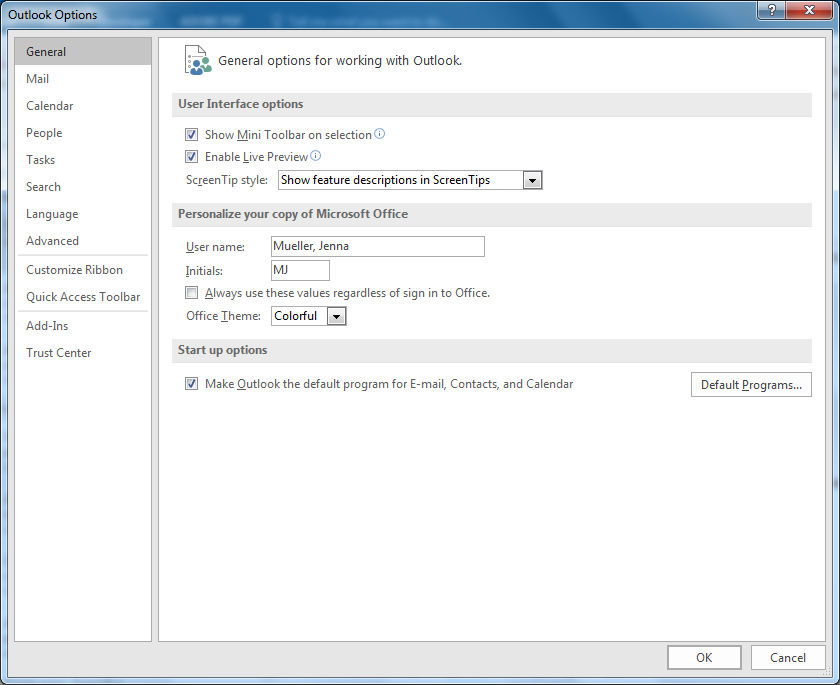 Outlook Options
General
Mail
Calendar
People
Tasks
Search
Language
Advanced
Customize Ribbon
Quick Access Toolbar
Add-Ins
Trust Center
General options for working with Outlook.
User Interface options
Show Mini Toolbar on selection
Enable Live Preview
ScreenTip style: Show feature descriptions in ScreenTips
Personalize your copy of Microsoft Office
User name: Mueller, Jenna
Initials: MJ
Always use these values regardless of sign in to Office.
Office Theme: Colorful
Start up options
Make Outlook the default program for E-mail, Contacts, and Calendar
Default Programs...
OK Cancel